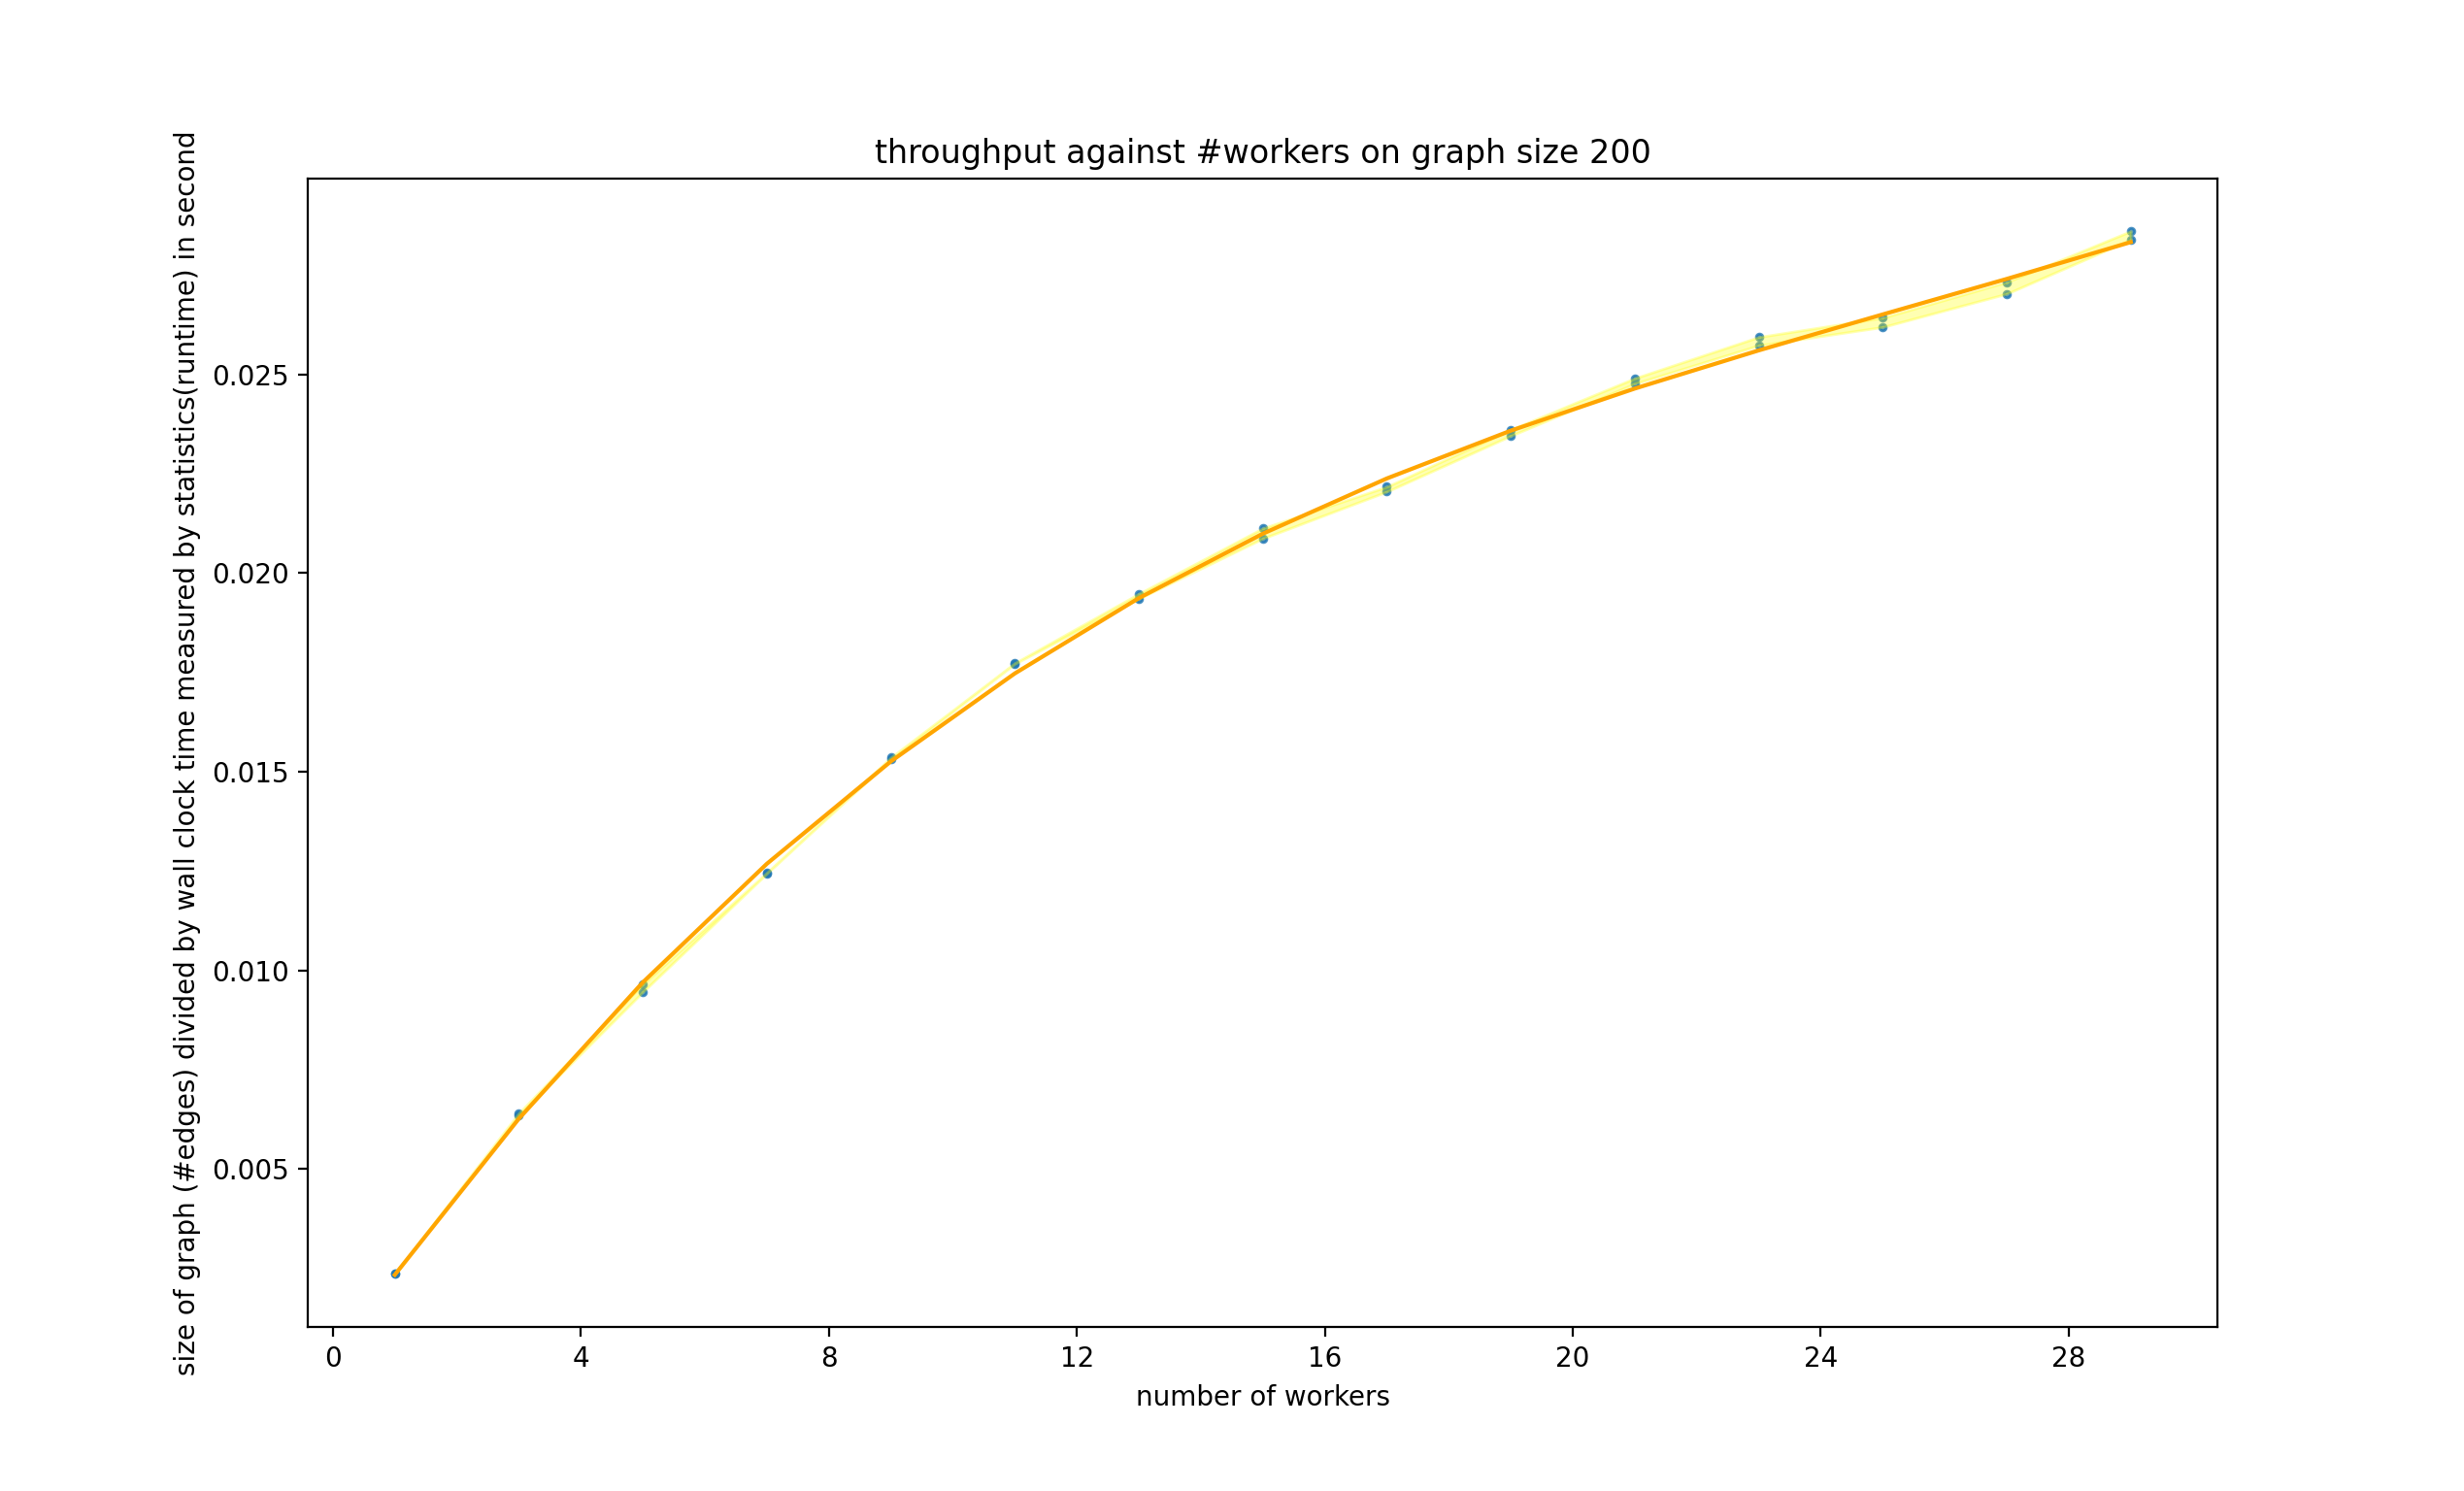 throughput against #workers on graph size 200
size of graph (#edges) divided by wall clock time measured by statistics(runtime) in second
0.025
0.020
0.015
0.010
0.005
0 4 8 12 16 20 24 28
number of workers